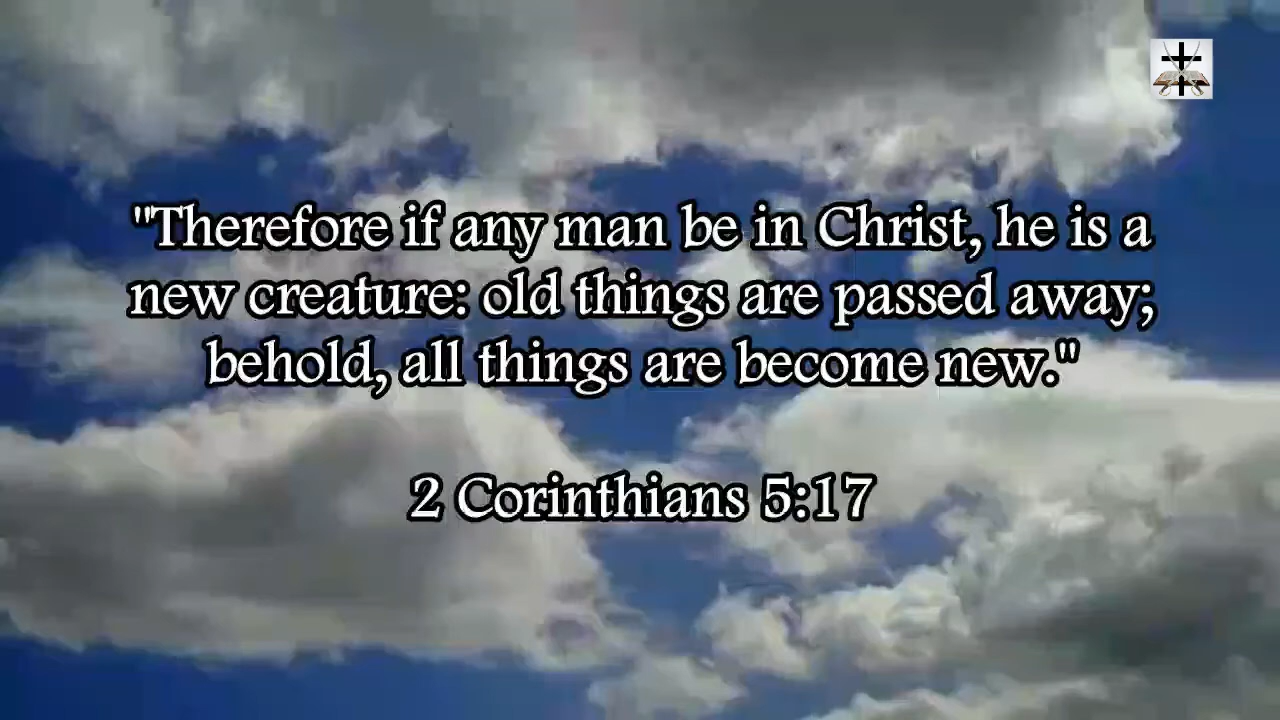 "Therefore if any man be in Christ, he is a
new creature: old things are passed away;
behold, all things are become new."
2 Corinthians 5:17